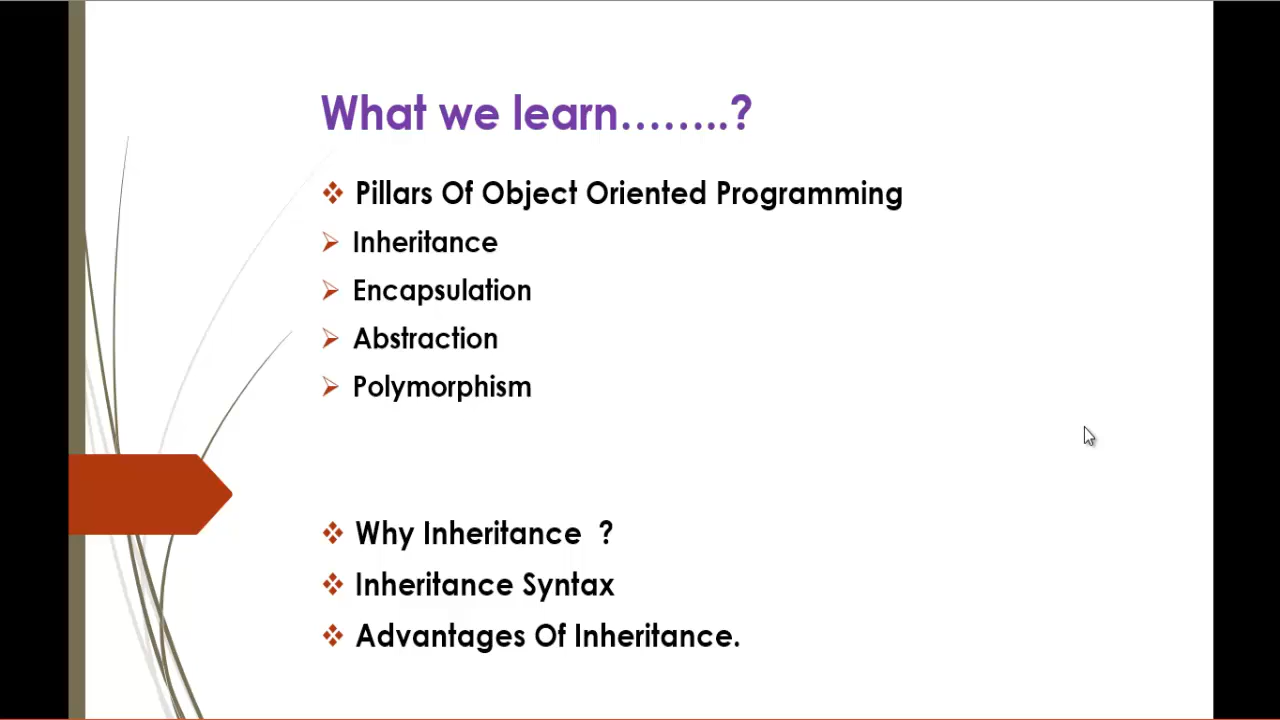 What we learn……..?
Pillars Of Object Oriented Programming
Inheritance
Encapsulation
Abstraction
Polymorphism
Why Inheritance  ?
Inheritance Syntax
Advantages Of Inheritance.